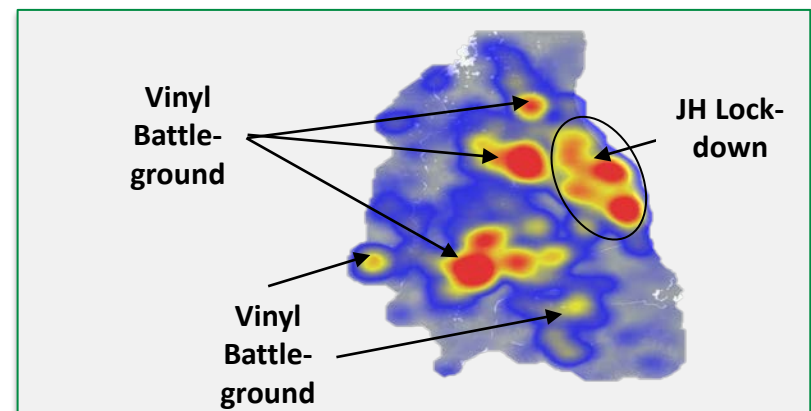 Vinyl
Battle-
ground
JH Lock-
down
Vinyl
Battle-
ground